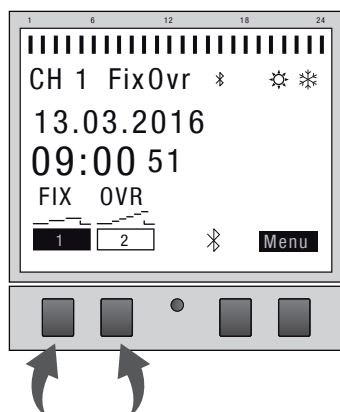 1 6 12 18 24
CH 1 FixOvr
13.03.2016
09:00 51
FIX OVR
1 2 Menu